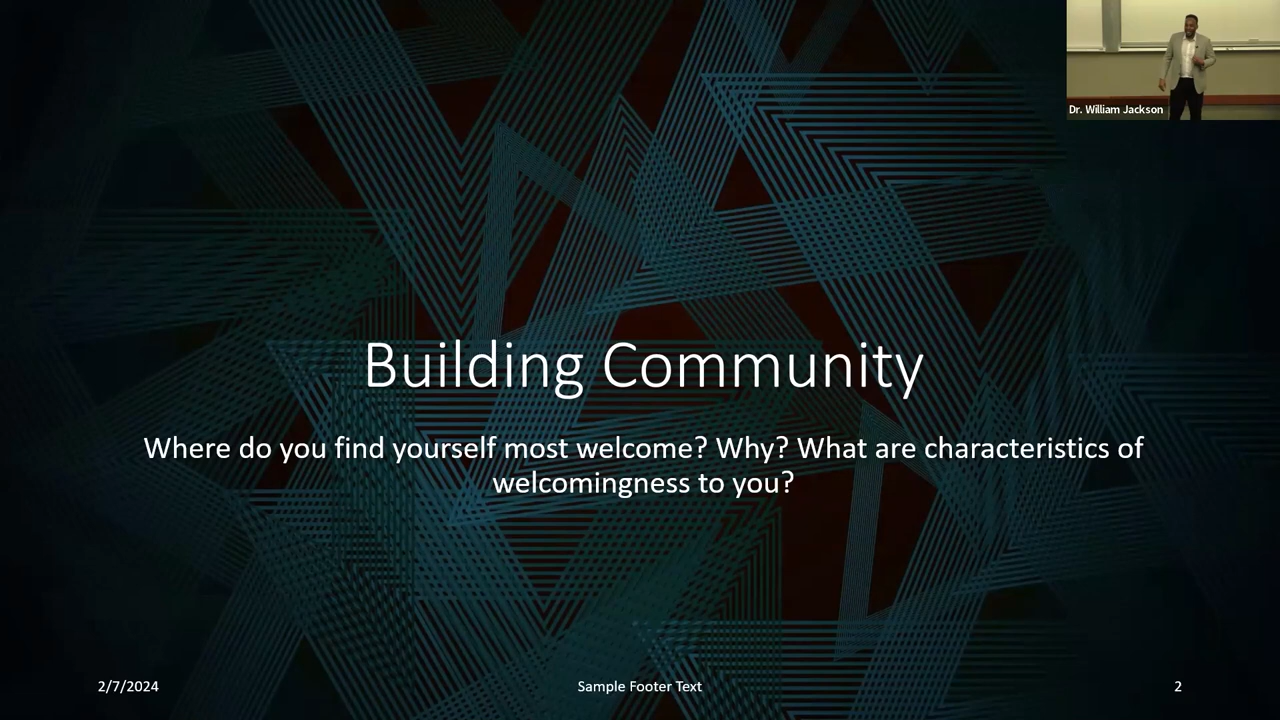 Dr. William Jackson
Building Community
Where do you find yourself most welcome? Why? What are characteristics of
welcomingness to you?
2/7/2024
Sample Footer Text
2